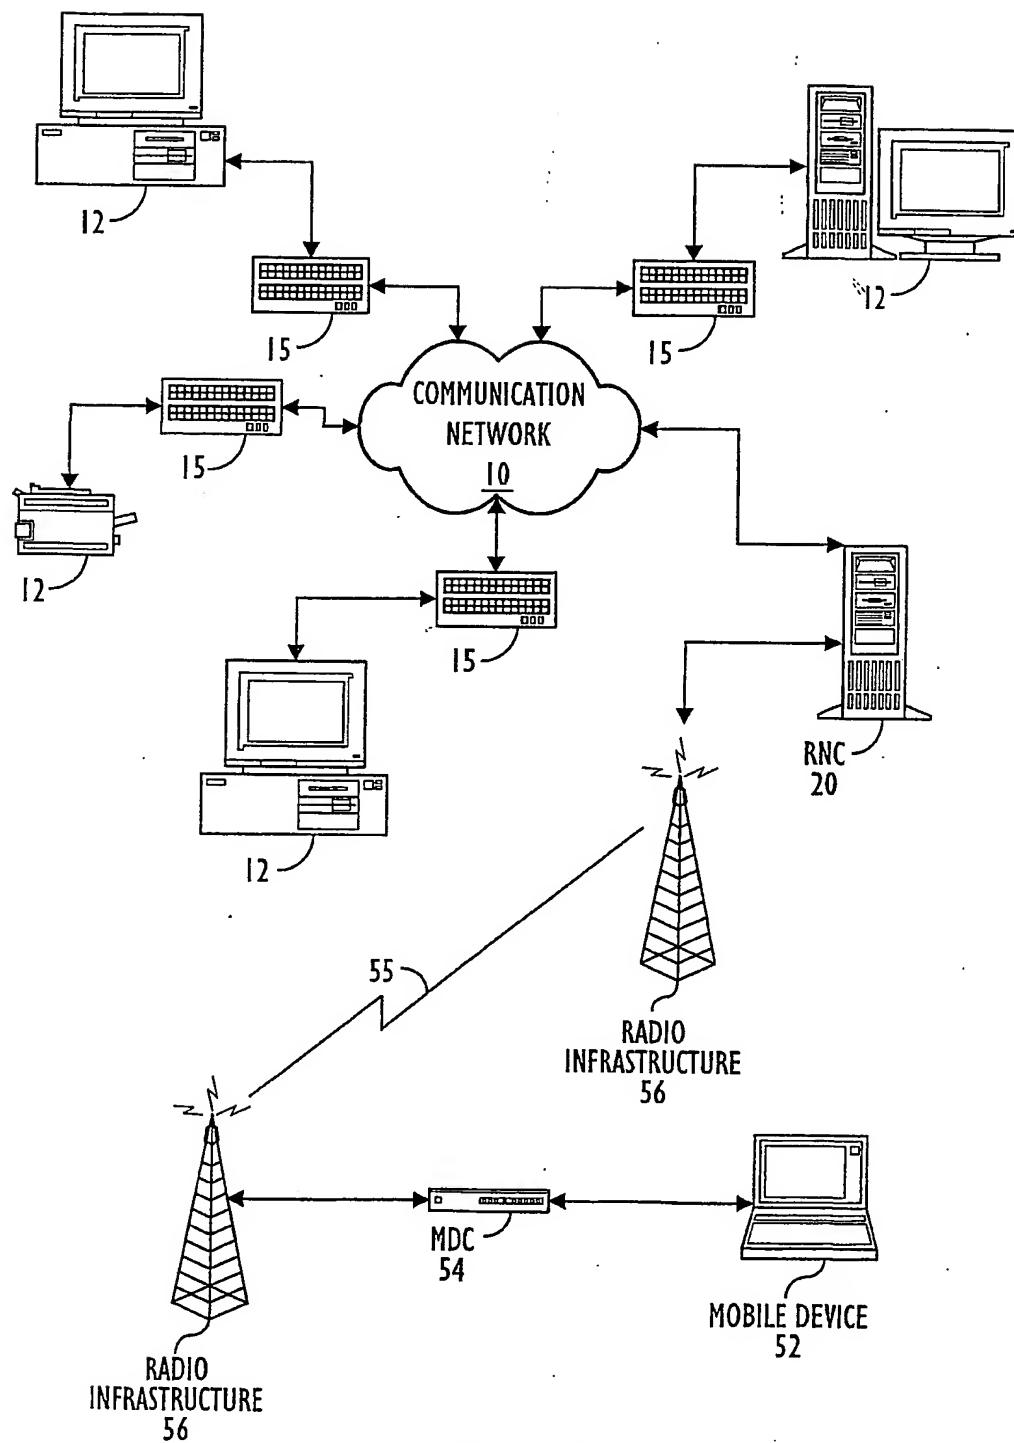 12
12
15
15
COMMUNICATION
NETWORK
10
15
12
15
RNC
20
12
55
RADIO
INFRASTRUCTURE
56
MDC
54
MOBILE DEVICE
52
RADIO
INFRASTRUCTURE
56